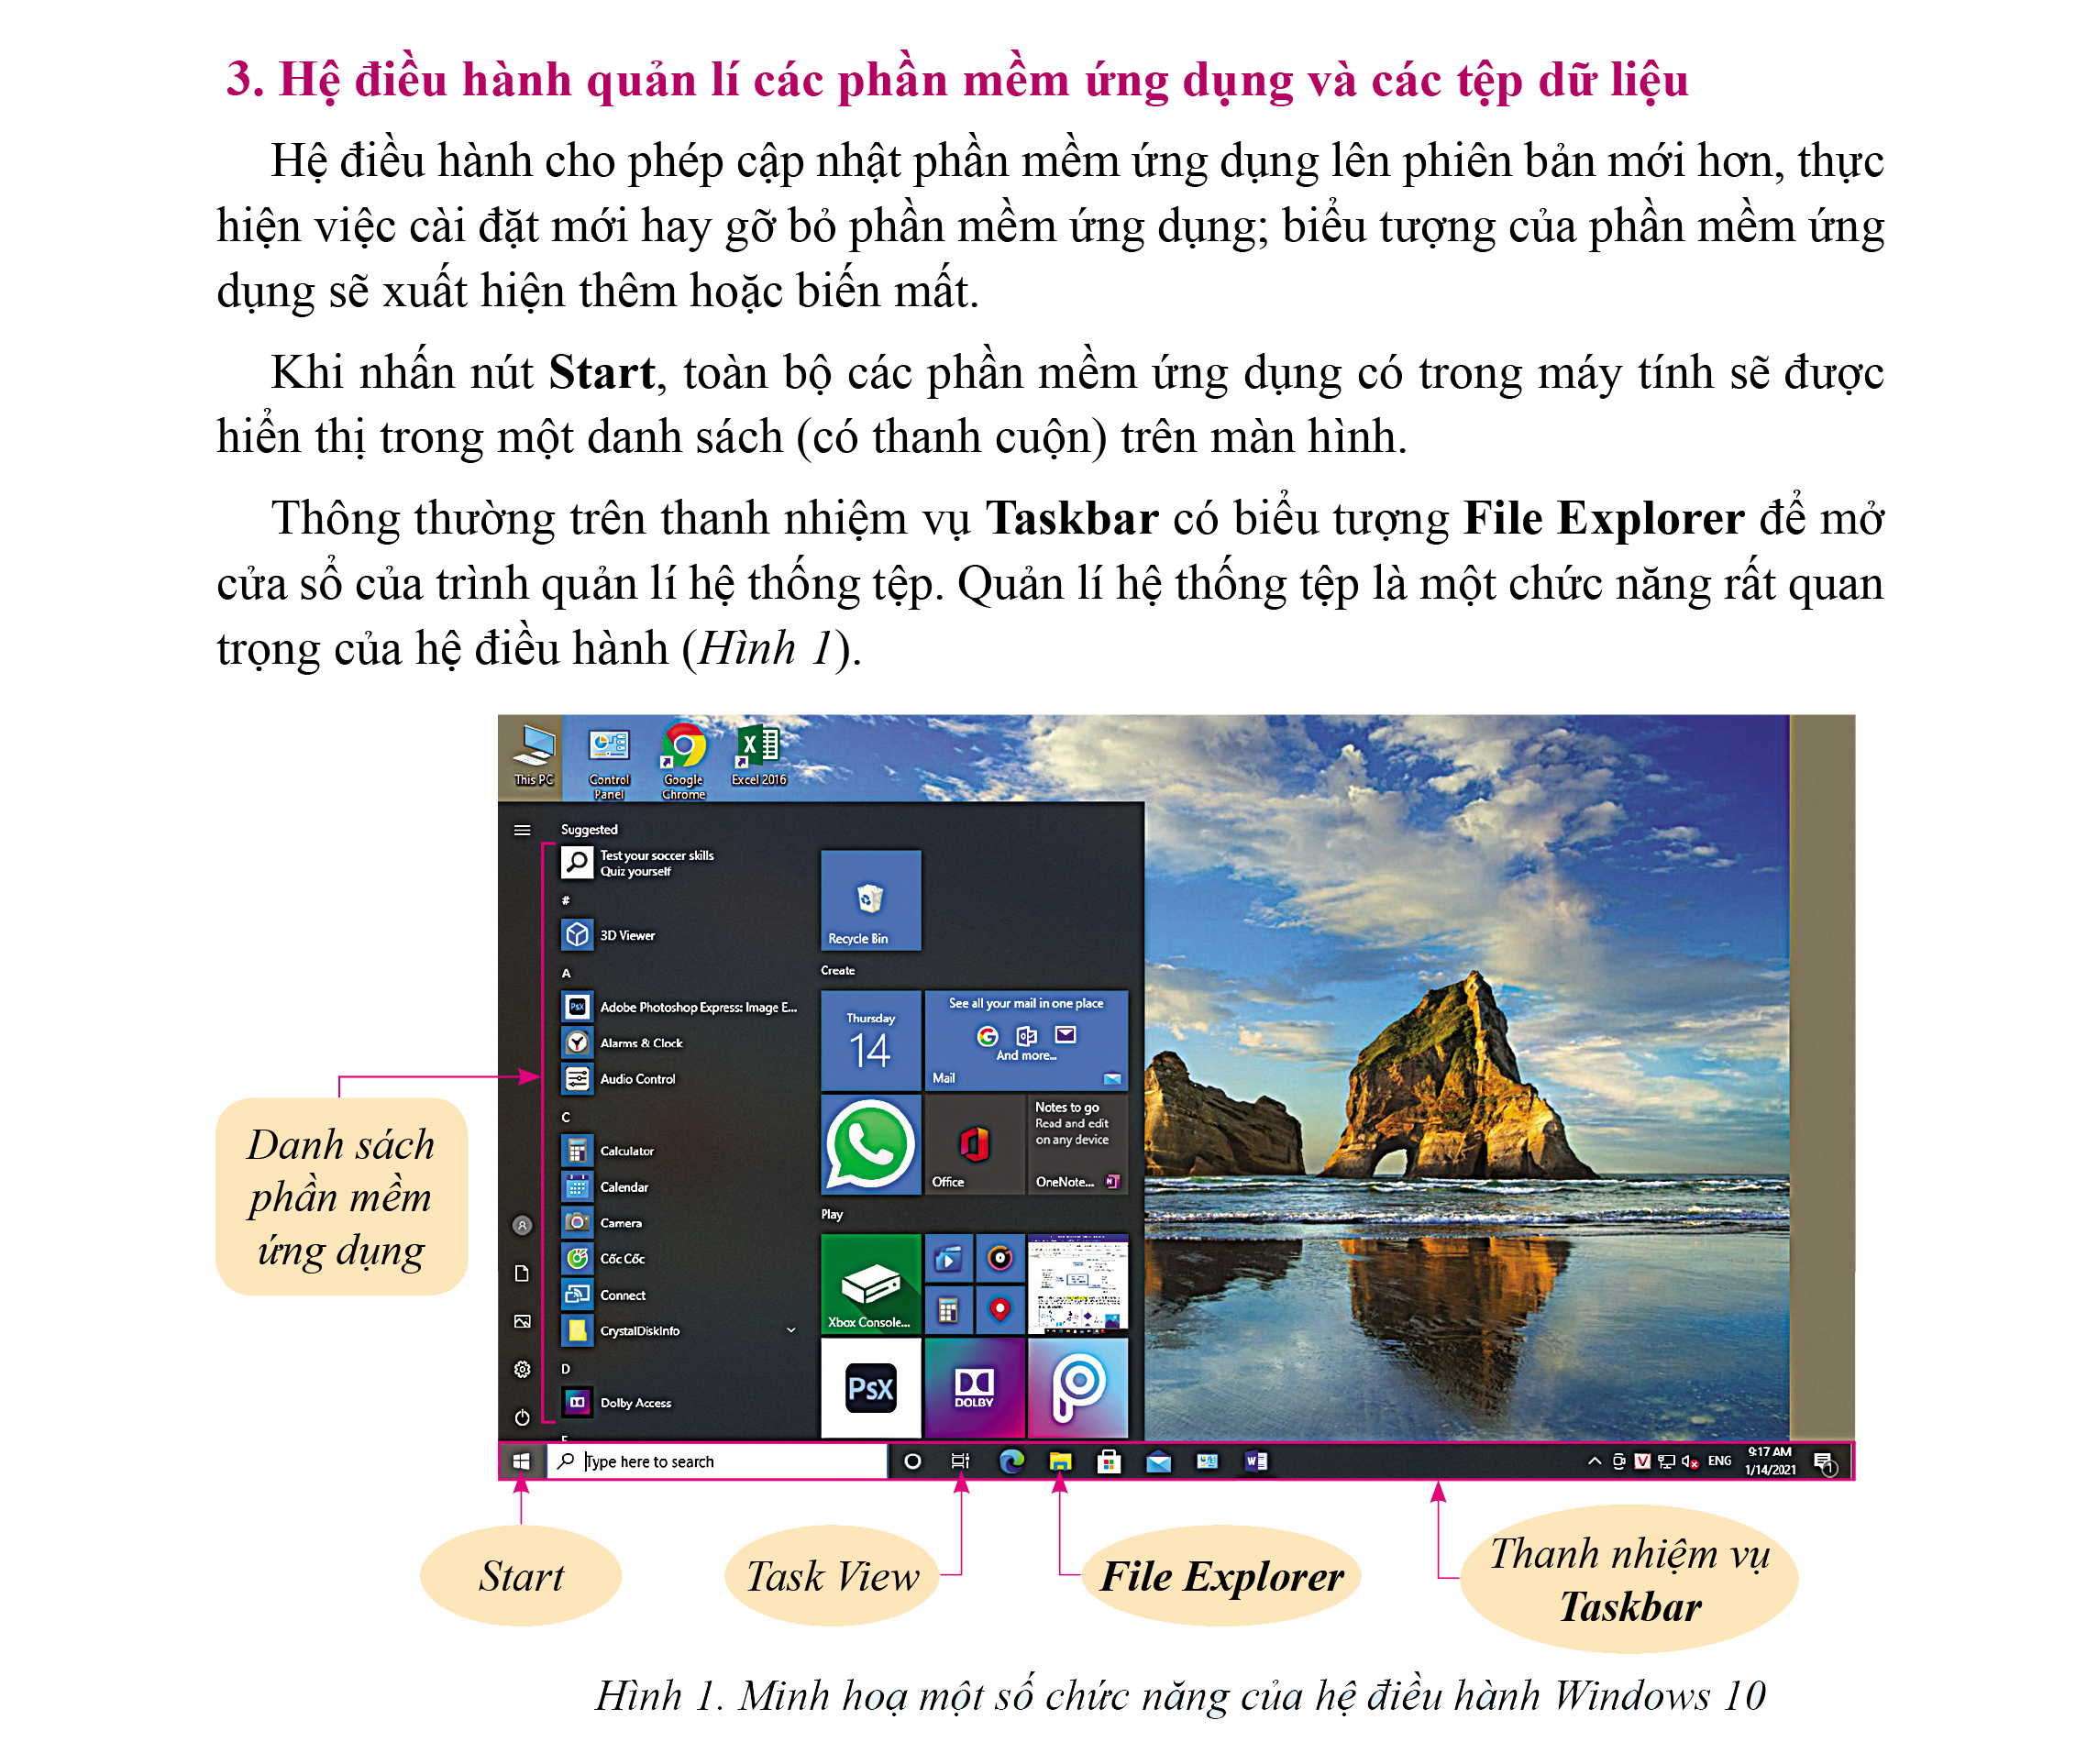 3. Hệ điều hành quản lí các phần mềm ứng dụng và các tệp dữ liệu
Hệ điều hành cho phép cập nhật phần mềm ứng dụng lên phiên bản mới hơn, thực
hiện việc cài đặt mới hay gỡ bỏ phần mềm ứng dụng; biểu tượng của phần mềm ứng
dụng sẽ xuất hiện thêm hoặc biến mất.
Khi nhấn nút Start, toàn bộ các phần mềm ứng dụng có trong máy tính sẽ được
hiển thị trong một danh sách (có thanh cuộn) trên màn hình.
Thông thường trên thanh nhiệm vụ Taskbar có biểu tượng File Explorer để mở
cửa sổ của trình quản lí hệ thống tệp. Quản lí hệ thống tệp là một chức năng rất quan
trọng của hệ điều hành (Hình 1).
This PC
Control
Panel
Google
Chrome
Excel 2016
Suggested
Test your soccer skills
Quiz yourself
#
3D Viewer
A
Adobe Photoshop Express: Image E...
Alarms & Clock
Audio Control
C
Calculator
Calendar
Camera
Cốc Cốc
Connect
CrystalDiskInfo
D
Dolby Access
Recycle Bin
Create
Thursday
14
See all your mail in one place
And more...
Mail
Office
Notes to go
Read and edit
on any device
OneNote...
Play
Xbox Console...
PsX
DOLBY
Type here to search
ENG
9:17 AM
1/14/2021
1
Danh sách
phần mềm
ứng dụng
Start
Task View
File Explorer
Thanh nhiệm vụ
Taskbar
Hình 1. Minh hoạ một số chức năng của hệ điều hành Windows 10